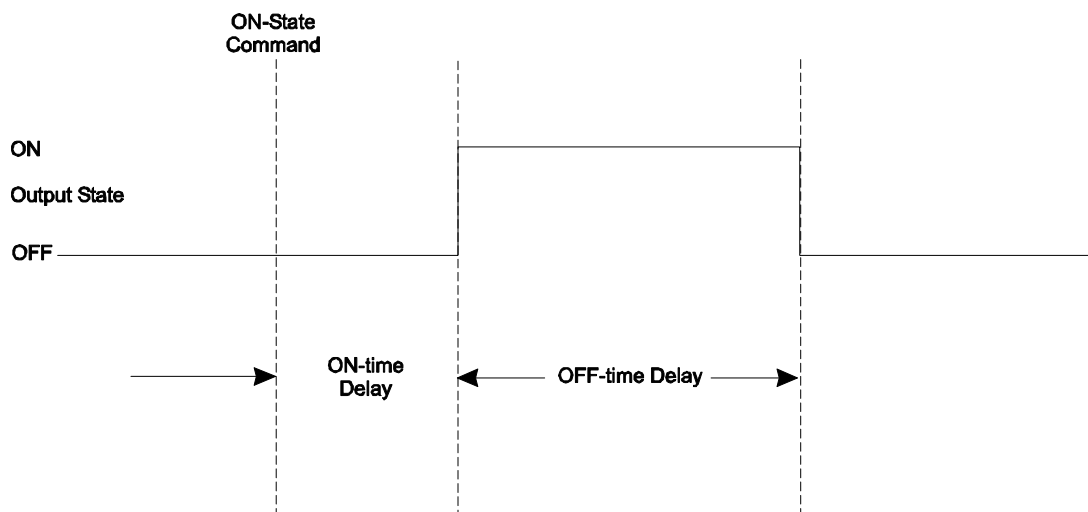 ON-State
Command
ON
Output State
OFF
ON-time
Delay
OFF-time Delay